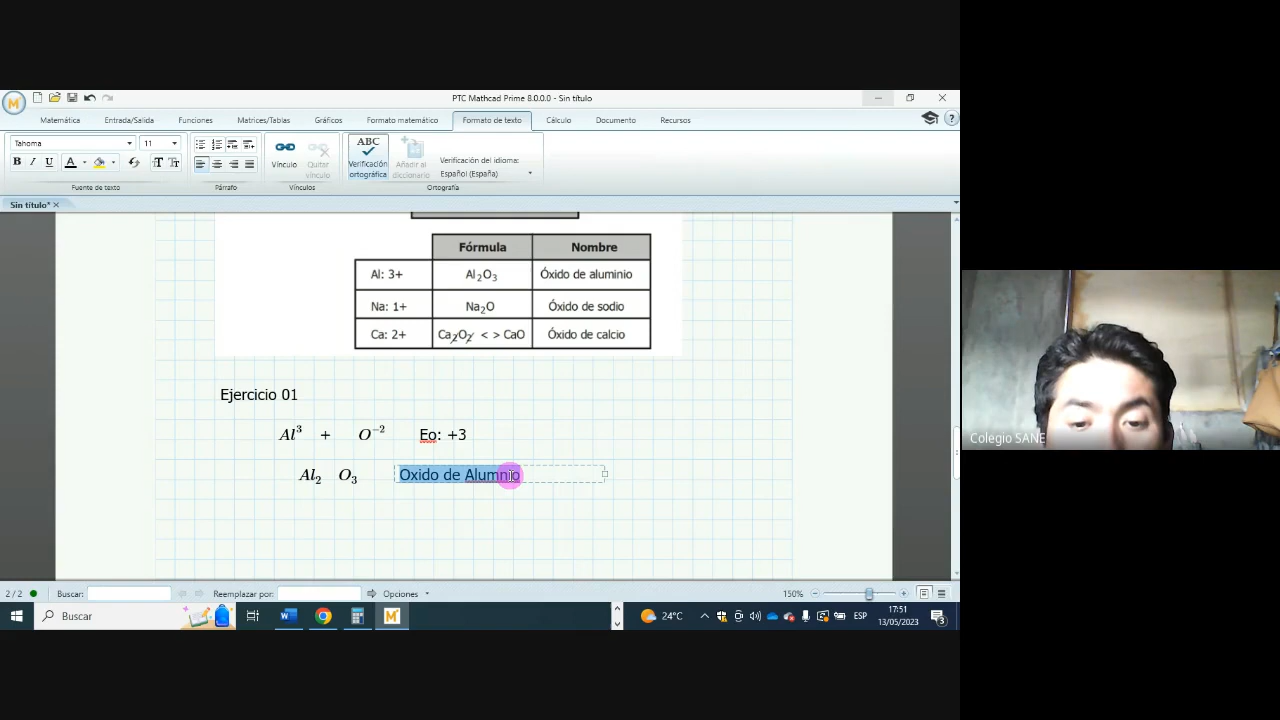 PTC Mathcad Prime 8.0.0.0 - Sin título
Matemática Entrada/Salida Funciones Matrices/Tablas Gráficos Formato matemático Formato de texto Cálculo Documento Recursos
Tahoma 11
ABC
N K U A
Vínculo Quitar vínculo
Verificación ortográfica
Añadir al diccionario
Verificación del idioma:
Español (España)
Fuente de texto Párrafo Vínculos Ortografía
Sin título*
Fórmula Nombre
Al: 3+ Al₂O₃ Óxido de aluminio
Na: 1+ Na₂O Óxido de sodio
Ca: 2+ Ca₂O₂ < > CaO Óxido de calcio
Ejercicio 01
Al³ + O⁻² Eo: +3
Al₂ O₃ Oxido de Alumnio
Colegio SANE
2 / 2 Buscar: Reemplazar por: Opciones 150%
Buscar 24°C ESP 17:51
13/05/2023 3